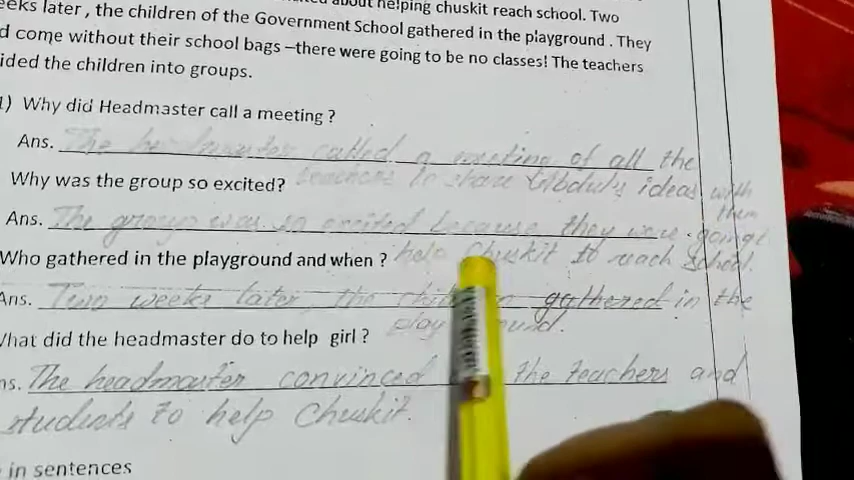 helping chuskit reach school. Two
eeks later , the children of the Government School gathered in the playground . They
d come without their school bags –there were going to be no classes! The teachers
ided the children into groups.
1) Why did Headmaster call a meeting ?
Ans. The headmaster called a meeting of all the
teachers to share Abdul's ideas with
them
Why was the group so excited?
Ans. The group was so excited because they were going
help Chuskit to reach school.
Who gathered in the playground and when ?
Ans. Two weeks later, the gathered in the
What did the headmaster do to help girl ?
ns. The headmaster convinced the teachers and
students to help Chuskit.
in sentences